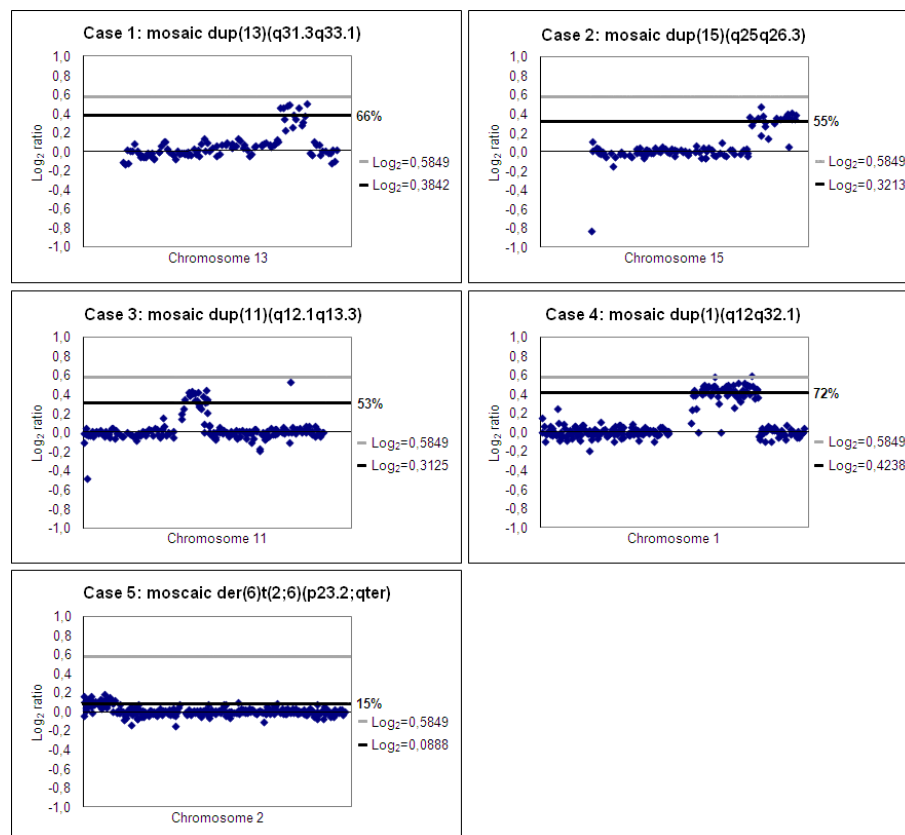 Case 1: mosaic dup(13)(q31.3q33.1)
1,0
0,8
0,6
0,4
0,2
0,0
-0,2
-0,4
-0,6
-0,8
-1,0
Log2 ratio
66%
Log2=0,5849
Log2=0,3842
Chromosome 13
Case 2: mosaic dup(15)(q25q26.3)
1,0
0,8
0,6
0,4
0,2
0,0
-0,2
-0,4
-0,6
-0,8
-1,0
Log2 ratio
55%
Log2=0,5849
Log2=0,3213
Chromosome 15
Case 3: mosaic dup(11)(q12.1q13.3)
1,0
0,8
0,6
0,4
0,2
0,0
-0,2
-0,4
-0,6
-0,8
-1,0
Log2 ratio
53%
Log2=0,5849
Log2=0,3125
Chromosome 11
Case 4: mosaic dup(1)(q12q32.1)
1,0
0,8
0,6
0,4
0,2
0,0
-0,2
-0,4
-0,6
-0,8
-1,0
Log2 ratio
72%
Log2=0,5849
Log2=0,4238
Chromosome 1
Case 5: moscaic der(6)t(2;6)(p23.2;qter)
1,0
0,8
0,6
0,4
0,2
0,0
-0,2
-0,4
-0,6
-0,8
-1,0
Log2 ratio
15%
Log2=0,5849
Log2=0,0888
Chromosome 2